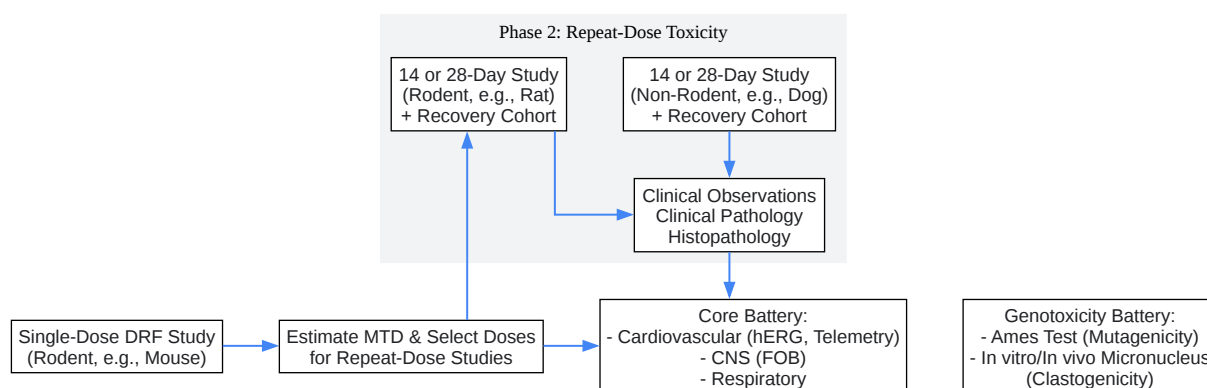 Phase 2: Repeat-Dose Toxicity
14 or 28-Day Study
(Rodent, e.g., Rat)
+ Recovery Cohort
14 or 28-Day Study
(Non-Rodent, e.g., Dog)
+ Recovery Cohort
Clinical Observations
Clinical Pathology
Histopathology
Single-Dose DRF Study
(Rodent, e.g., Mouse)
Estimate MTD & Select Doses
for Repeat-Dose Studies
Core Battery:
- Cardiovascular (hERG, Telemetry)
- CNS (FOB)
- Respiratory
Genotoxicity Battery:
- Ames Test (Mutagenicity)
- In vitro/In vivo Micronucleus
(Clastogenicity)